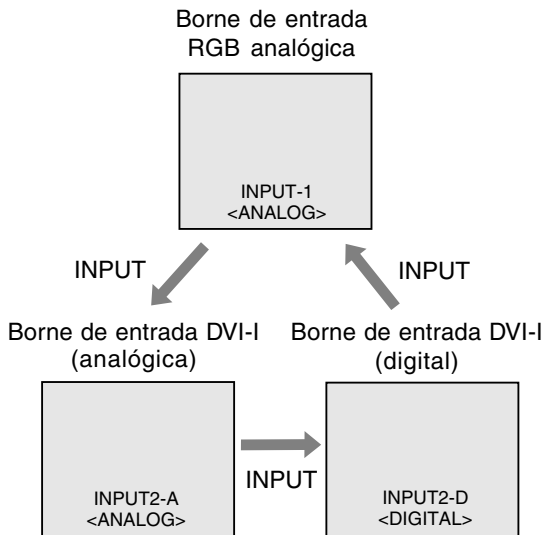 Borne de entrada
RGB analógica
INPUT-1
<ANALOG>
INPUT
INPUT
Borne de entrada DVI-I
(analógica)
Borne de entrada DVI-I
(digital)
INPUT2-A
<ANALOG>
INPUT
INPUT2-D
<DIGITAL>